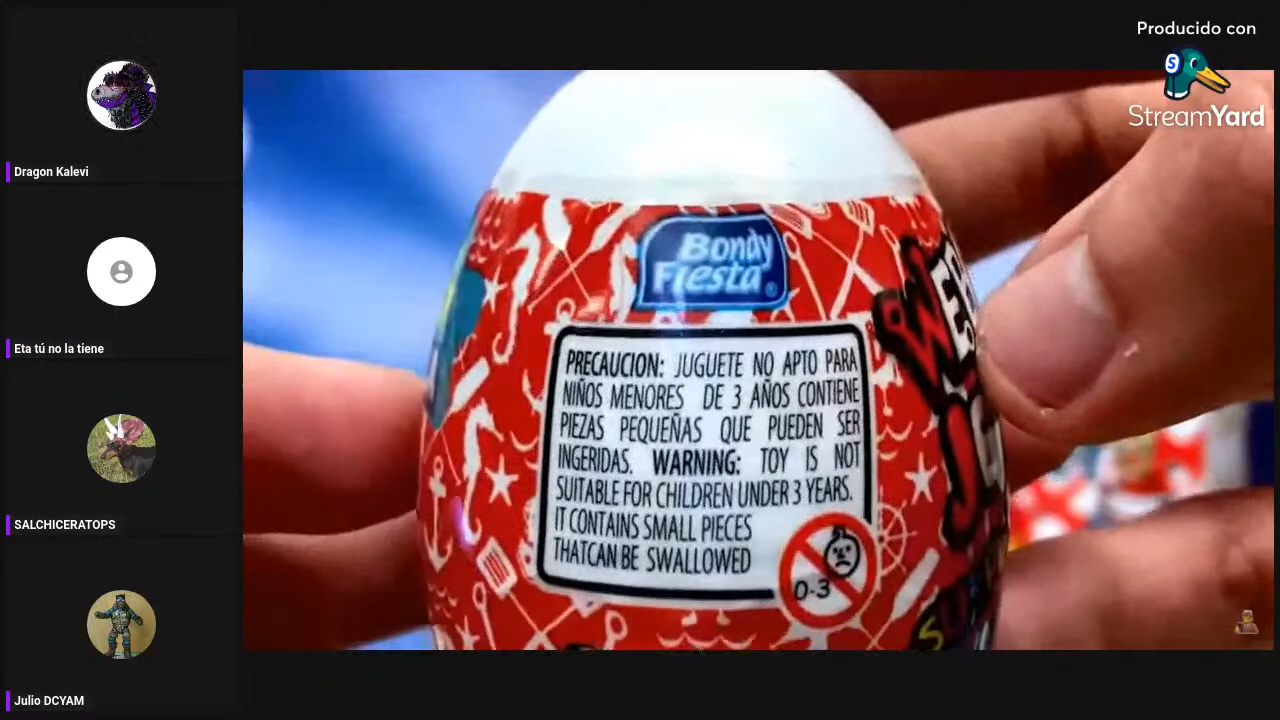 Producido con
StreamYard
Dragon Kalevi
Eta tú no la tiene
SALCHICERATOPS
Julio DCYAM
Bondy
Fiesta®
PRECAUCION: JUGUETE NO APTO PARA
NIÑOS MENORES DE 3 AÑOS CONTIENE
PIEZAS PEQUEÑAS QUE PUEDEN SER
INGERIDAS. WARNING: TOY IS NOT
SUITABLE FOR CHILDREN UNDER 3 YEARS.
IT CONTAINS SMALL PIECES
THATCAN BE SWALLOWED
0-3